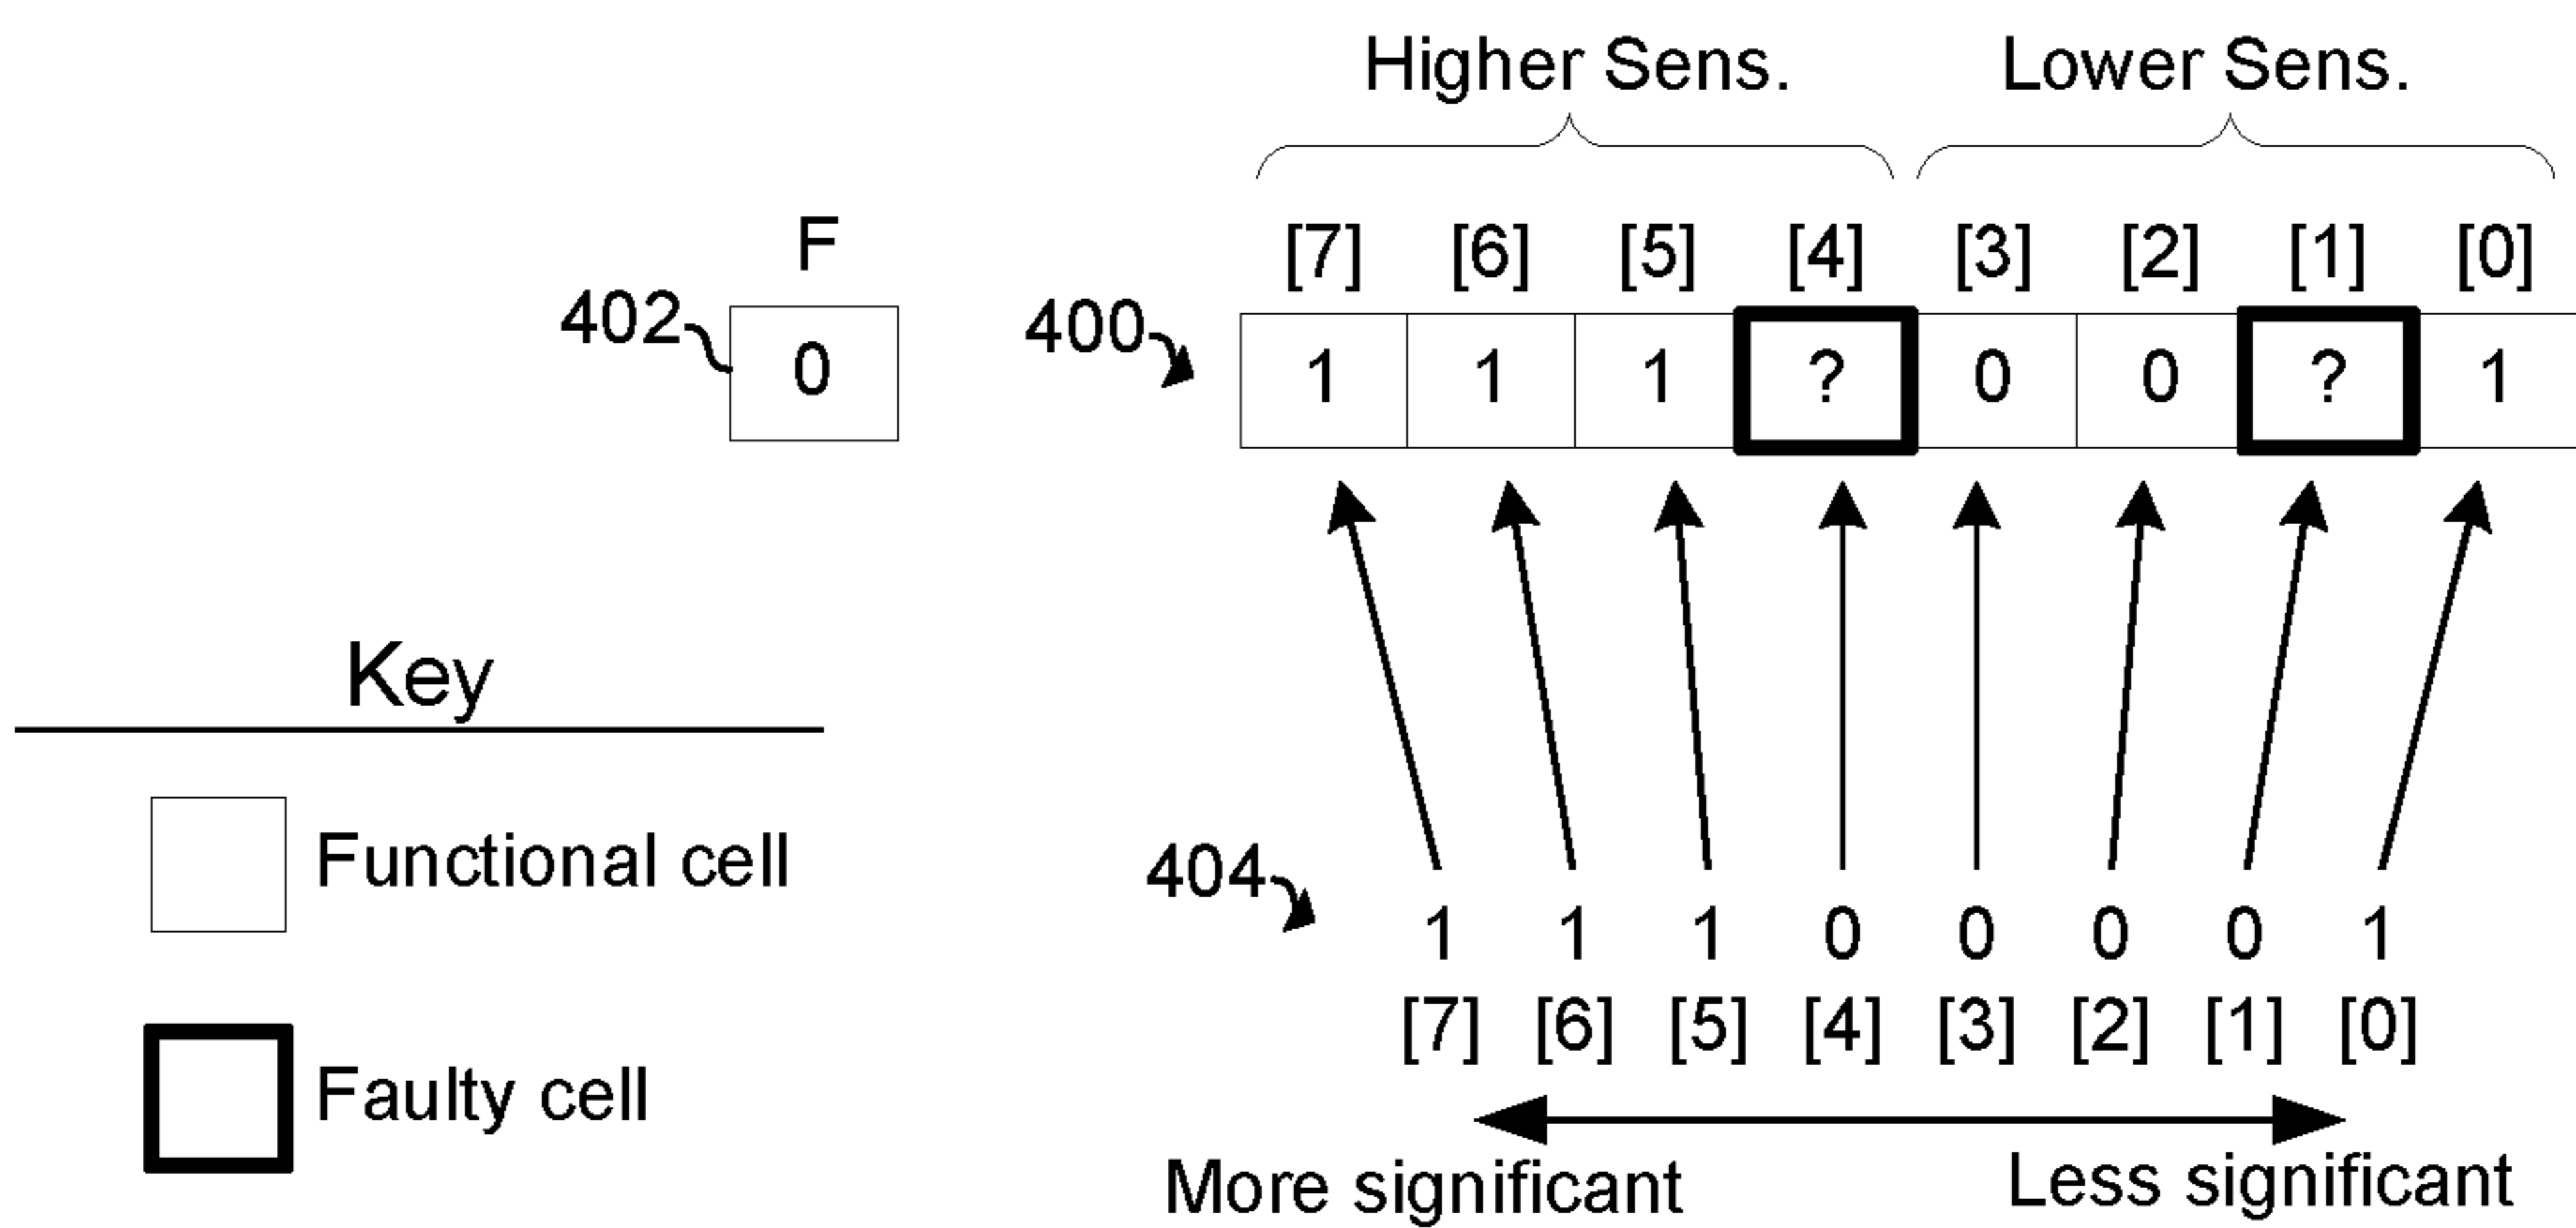 Higher Sens. Lower Sens.
F [7] [6] [5] [4] [3] [2] [1] [0]
402 0 400 1 1 1 ? 0 0 ? 1
Key
Functional cell
404 1 1 1 0 0 0 0 1
[7] [6] [5] [4] [3] [2] [1] [0]
Faulty cell
More significant Less significant